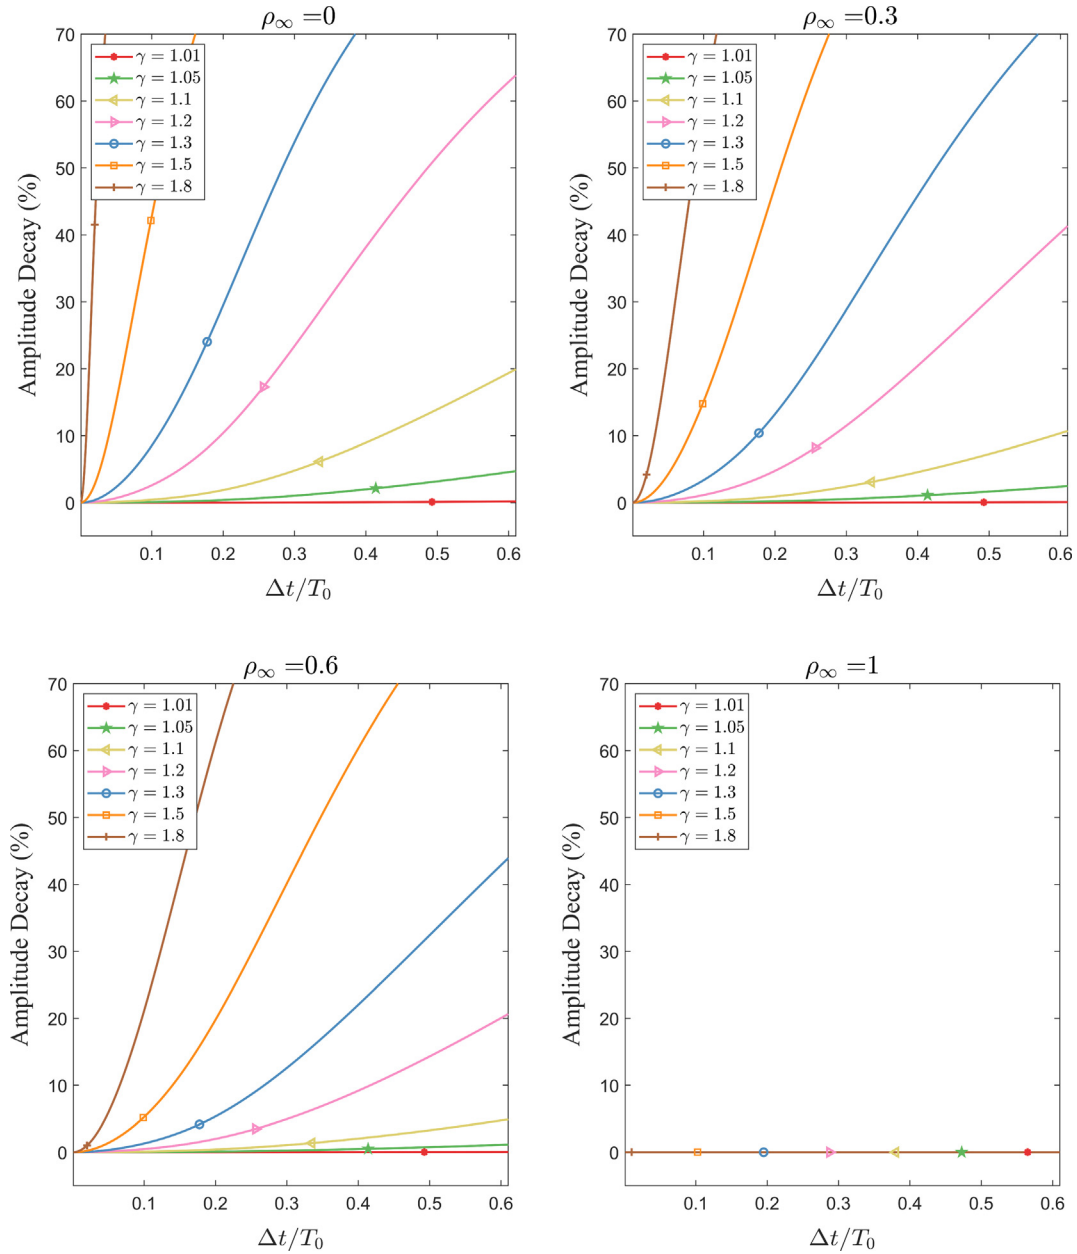 ρ∞ =0
70
60
50
40
30
20
10
0
Amplitude Decay (%)
γ = 1.01
γ = 1.05
γ = 1.1
γ = 1.2
γ = 1.3
γ = 1.5
γ = 1.8
0.1 0.2 0.3 0.4 0.5 0.6
Δt/T₀
ρ∞ =0.3
70
60
50
40
30
20
10
0
Amplitude Decay (%)
γ = 1.01
γ = 1.05
γ = 1.1
γ = 1.2
γ = 1.3
γ = 1.5
γ = 1.8
0.1 0.2 0.3 0.4 0.5 0.6
Δt/T₀
ρ∞ =0.6
70
60
50
40
30
20
10
0
Amplitude Decay (%)
γ = 1.01
γ = 1.05
γ = 1.1
γ = 1.2
γ = 1.3
γ = 1.5
γ = 1.8
0.1 0.2 0.3 0.4 0.5 0.6
Δt/T₀
ρ∞ =1
70
60
50
40
30
20
10
0
Amplitude Decay (%)
γ = 1.01
γ = 1.05
γ = 1.1
γ = 1.2
γ = 1.3
γ = 1.5
γ = 1.8
0.1 0.2 0.3 0.4 0.5 0.6
Δt/T₀